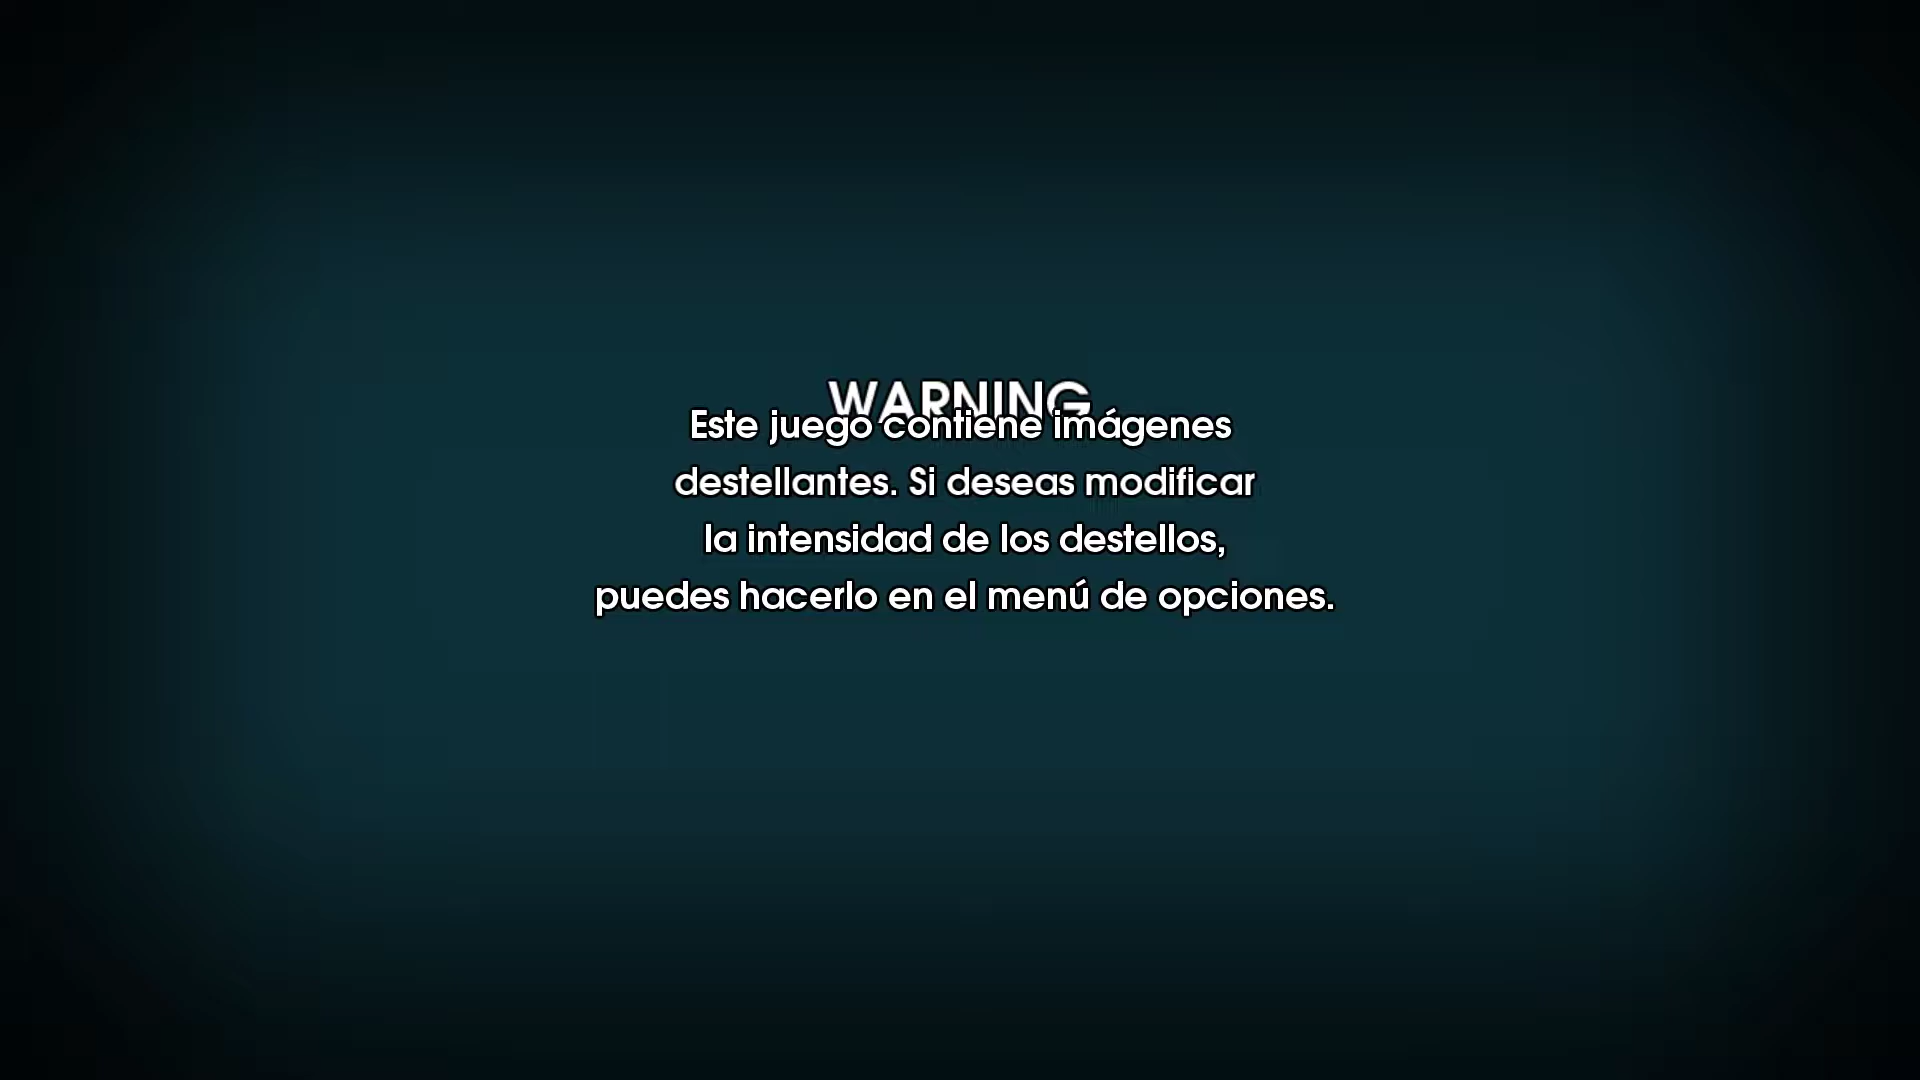 WARNING
Este juego contiene imágenes
destellantes. Si deseas modificar
la intensidad de los destellos,
puedes hacerlo en el menú de opciones.